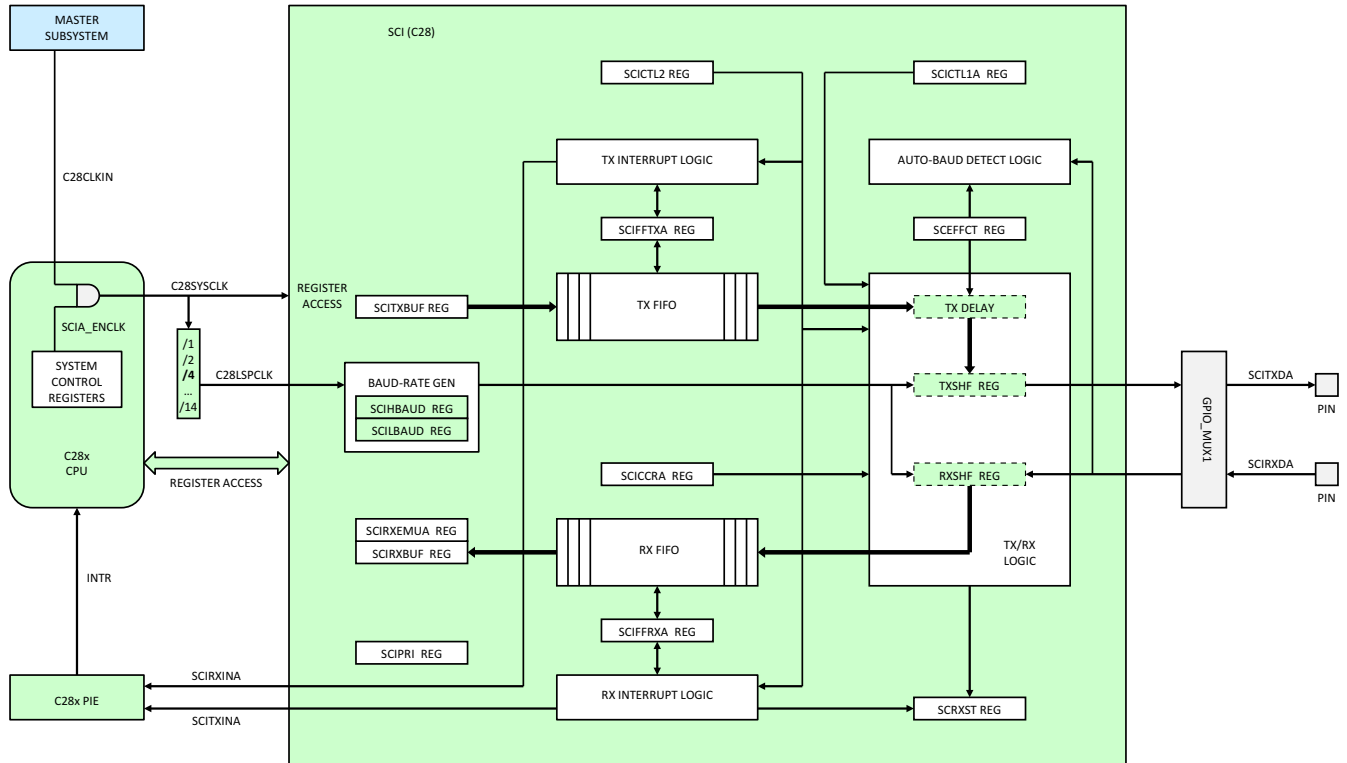 MASTER
SUBSYSTEM
SCI (C28)
SCICTL2 REG
SCICTL1A REG
TX INTERRUPT LOGIC
AUTO-BAUD DETECT LOGIC
C28CLKIN
SCIFFTXA REG
SCEFFCT REG
C28SYSCLK
REGISTER
ACCESS
SCITXBUF REG
TX FIFO
TX DELAY
SCIA_ENCLK
/1
/2
/4
...
/14
SYSTEM
CONTROL
REGISTERS
C28LSPCLK
BAUD-RATE GEN
SCIHBAUD REG
SCILBAUD REG
TXSHF REG
GPIO_MUX1
SCITXDA
PIN
C28x
CPU
REGISTER ACCESS
SCICCRA REG
RXSHF REG
SCIRXDA
PIN
SCIRXEMUA REG
SCIRXBUF REG
RX FIFO
TX/RX
LOGIC
INTR
SCIFFRXA REG
SCIPRI REG
SCIRXINA
C28x PIE
RX INTERRUPT LOGIC
SCRXST REG
SCITXINA